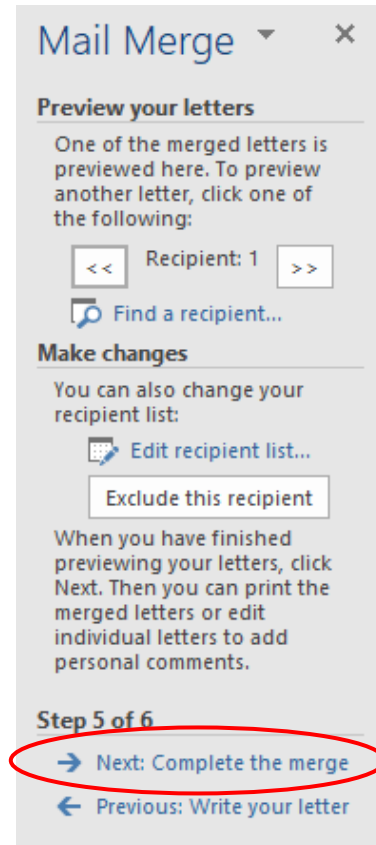 Mail Merge
Preview your letters
One of the merged letters is
previewed here. To preview
another letter, click one of
the following:
<< Recipient: 1 >>
Find a recipient...
Make changes
You can also change your
recipient list:
Edit recipient list...
Exclude this recipient
When you have finished
previewing your letters, click
Next. Then you can print the
merged letters or edit
individual letters to add
personal comments.
Step 5 of 6
Next: Complete the merge
Previous: Write your letter